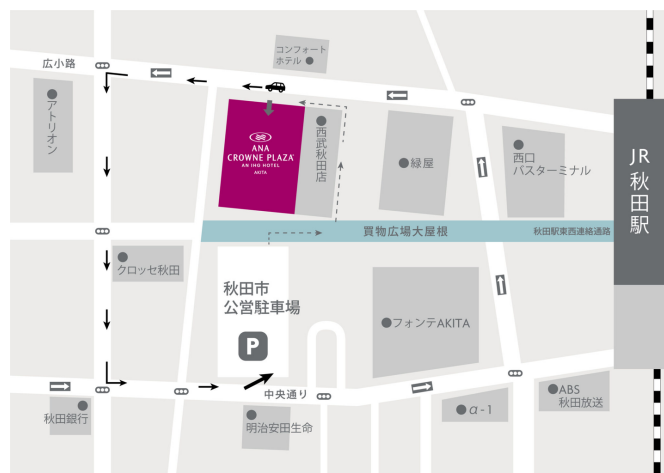 コンフォート
ホテル
広小路
アトリオン
ANA
CROWNE PLAZA
AN IHG HOTEL
AKITA
西武秋田店
緑屋
西口
バスターミナル
JR秋田駅
買物広場大屋根
秋田駅東西連絡通路
クロッセ秋田
秋田市
公営駐車場
P
フォンテAKITA
中央通り
秋田銀行
明治安田生命
α-1
ABS
秋田放送